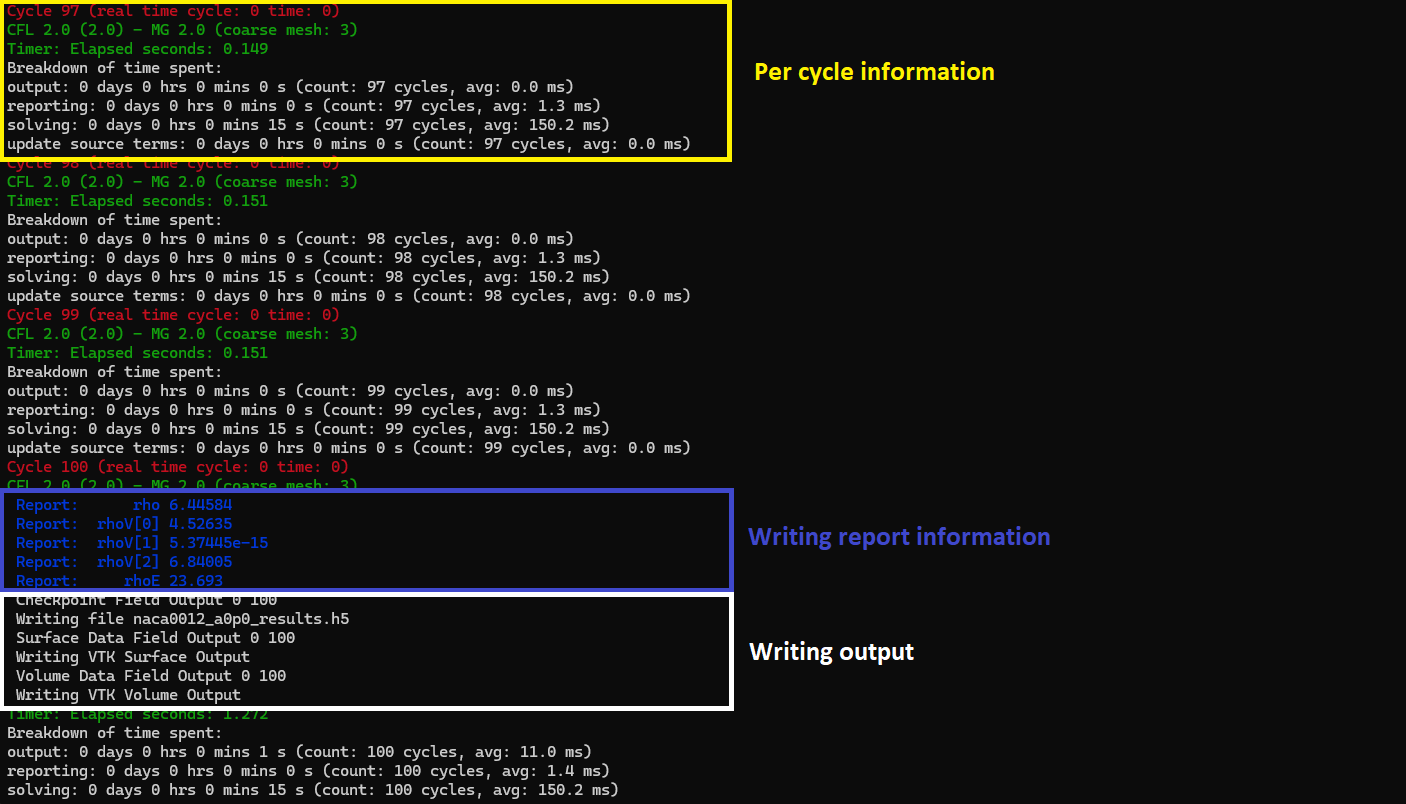 Cycle 97 (real time cycle: 0 time: 0)
CFL 2.0 (2.0) - MG 2.0 (coarse mesh: 3)
Timer: Elapsed seconds: 0.149
Breakdown of time spent:
output: 0 days 0 hrs 0 mins 0 s (count: 97 cycles, avg: 0.0 ms)
reporting: 0 days 0 hrs 0 mins 0 s (count: 97 cycles, avg: 1.3 ms)
solving: 0 days 0 hrs 0 mins 15 s (count: 97 cycles, avg: 150.2 ms)
update source terms: 0 days 0 hrs 0 mins 0 s (count: 97 cycles, avg: 0.0 ms)
Per cycle information
Cycle 98 (real time cycle: 0 time: 0)
CFL 2.0 (2.0) - MG 2.0 (coarse mesh: 3)
Timer: Elapsed seconds: 0.151
Breakdown of time spent:
output: 0 days 0 hrs 0 mins 0 s (count: 98 cycles, avg: 0.0 ms)
reporting: 0 days 0 hrs 0 mins 0 s (count: 98 cycles, avg: 1.3 ms)
solving: 0 days 0 hrs 0 mins 15 s (count: 98 cycles, avg: 150.2 ms)
update source terms: 0 days 0 hrs 0 mins 0 s (count: 98 cycles, avg: 0.0 ms)
Cycle 99 (real time cycle: 0 time: 0)
CFL 2.0 (2.0) - MG 2.0 (coarse mesh: 3)
Timer: Elapsed seconds: 0.151
Breakdown of time spent:
output: 0 days 0 hrs 0 mins 0 s (count: 99 cycles, avg: 0.0 ms)
reporting: 0 days 0 hrs 0 mins 0 s (count: 99 cycles, avg: 1.3 ms)
solving: 0 days 0 hrs 0 mins 15 s (count: 99 cycles, avg: 150.2 ms)
update source terms: 0 days 0 hrs 0 mins 0 s (count: 99 cycles, avg: 0.0 ms)
Cycle 100 (real time cycle: 0 time: 0)
CFL 2.0 (2.0) - MG 2.0 (coarse mesh: 3)
Report: rho 6.44584
Report: rhoV[0] 4.52635
Report: rhoV[1] 5.37445e-15
Report: rhoV[2] 6.84005
Report: rhoE 23.693
Writing report information
Checkpoint Field Output 0 100
Writing file naca0012_a0p0_results.h5
Surface Data Field Output 0 100
Writing VTK Surface Output
Volume Data Field Output 0 100
Writing VTK Volume Output
Writing output
Timer: Elapsed seconds: 1.272
Breakdown of time spent:
output: 0 days 0 hrs 0 mins 1 s (count: 100 cycles, avg: 11.0 ms)
reporting: 0 days 0 hrs 0 mins 0 s (count: 100 cycles, avg: 1.4 ms)
solving: 0 days 0 hrs 0 mins 15 s (count: 100 cycles, avg: 150.2 ms)